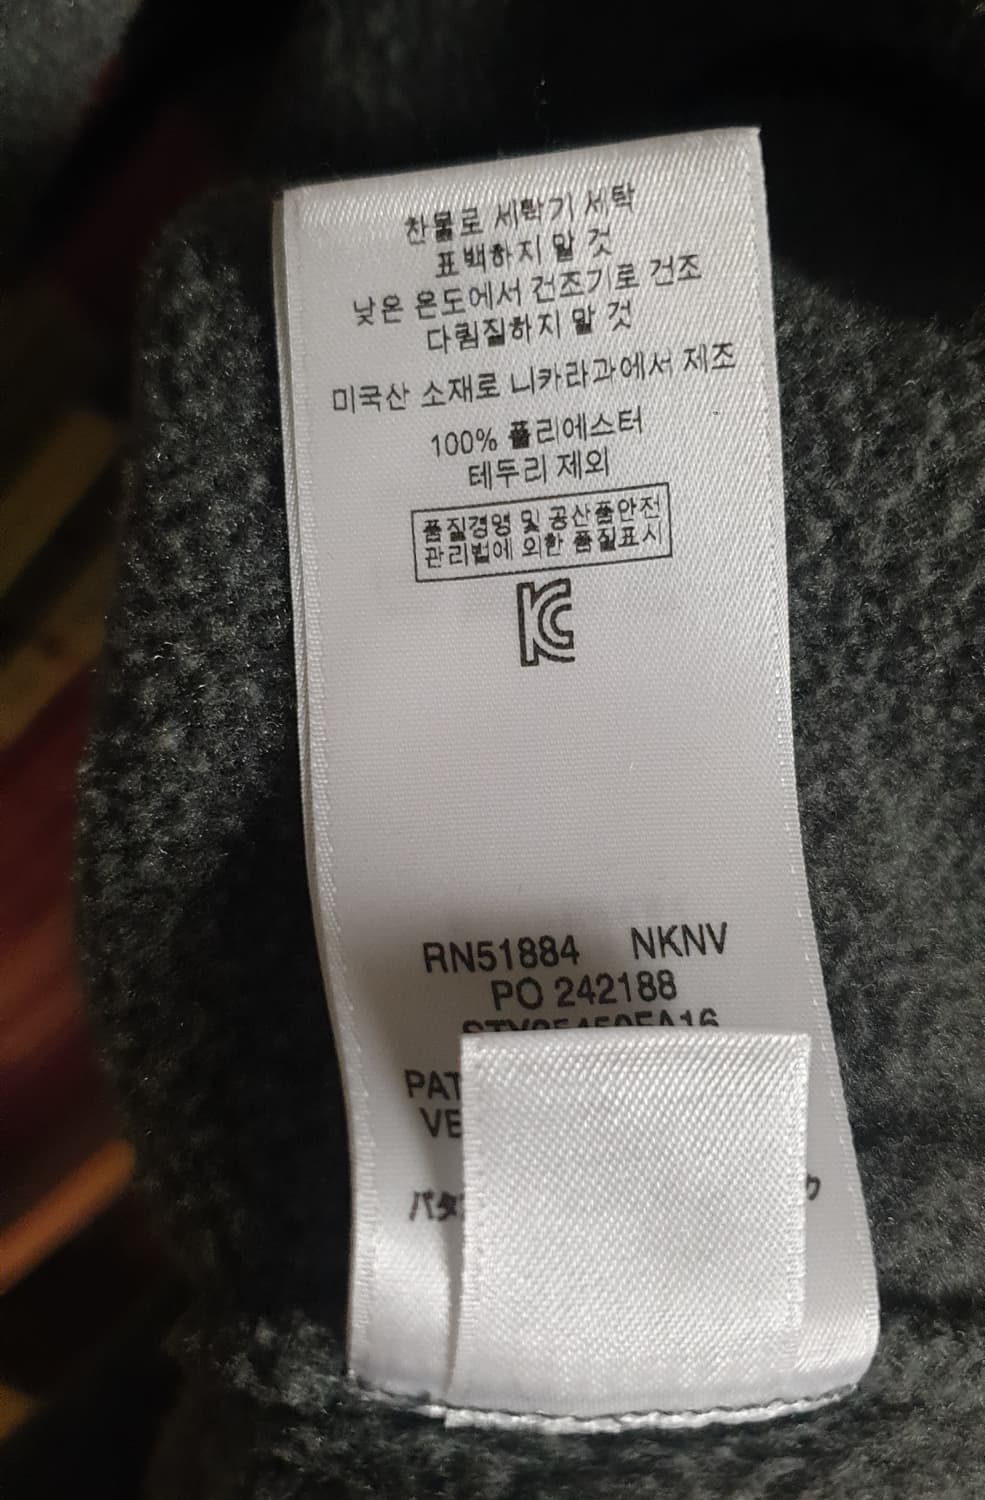 찬물로 세탁기 세탁
표백하지 말 것
낮은 온도에서 건조기로 건조
다림질하지 말 것
미국산 소재로 니카라과에서 제조
100% 폴리에스터
테두리 제외
품질경영 및 공산품안전
관리법에 의한 품질표시
RN51884 NKNV
PO 242188
PAT
VE
パタ